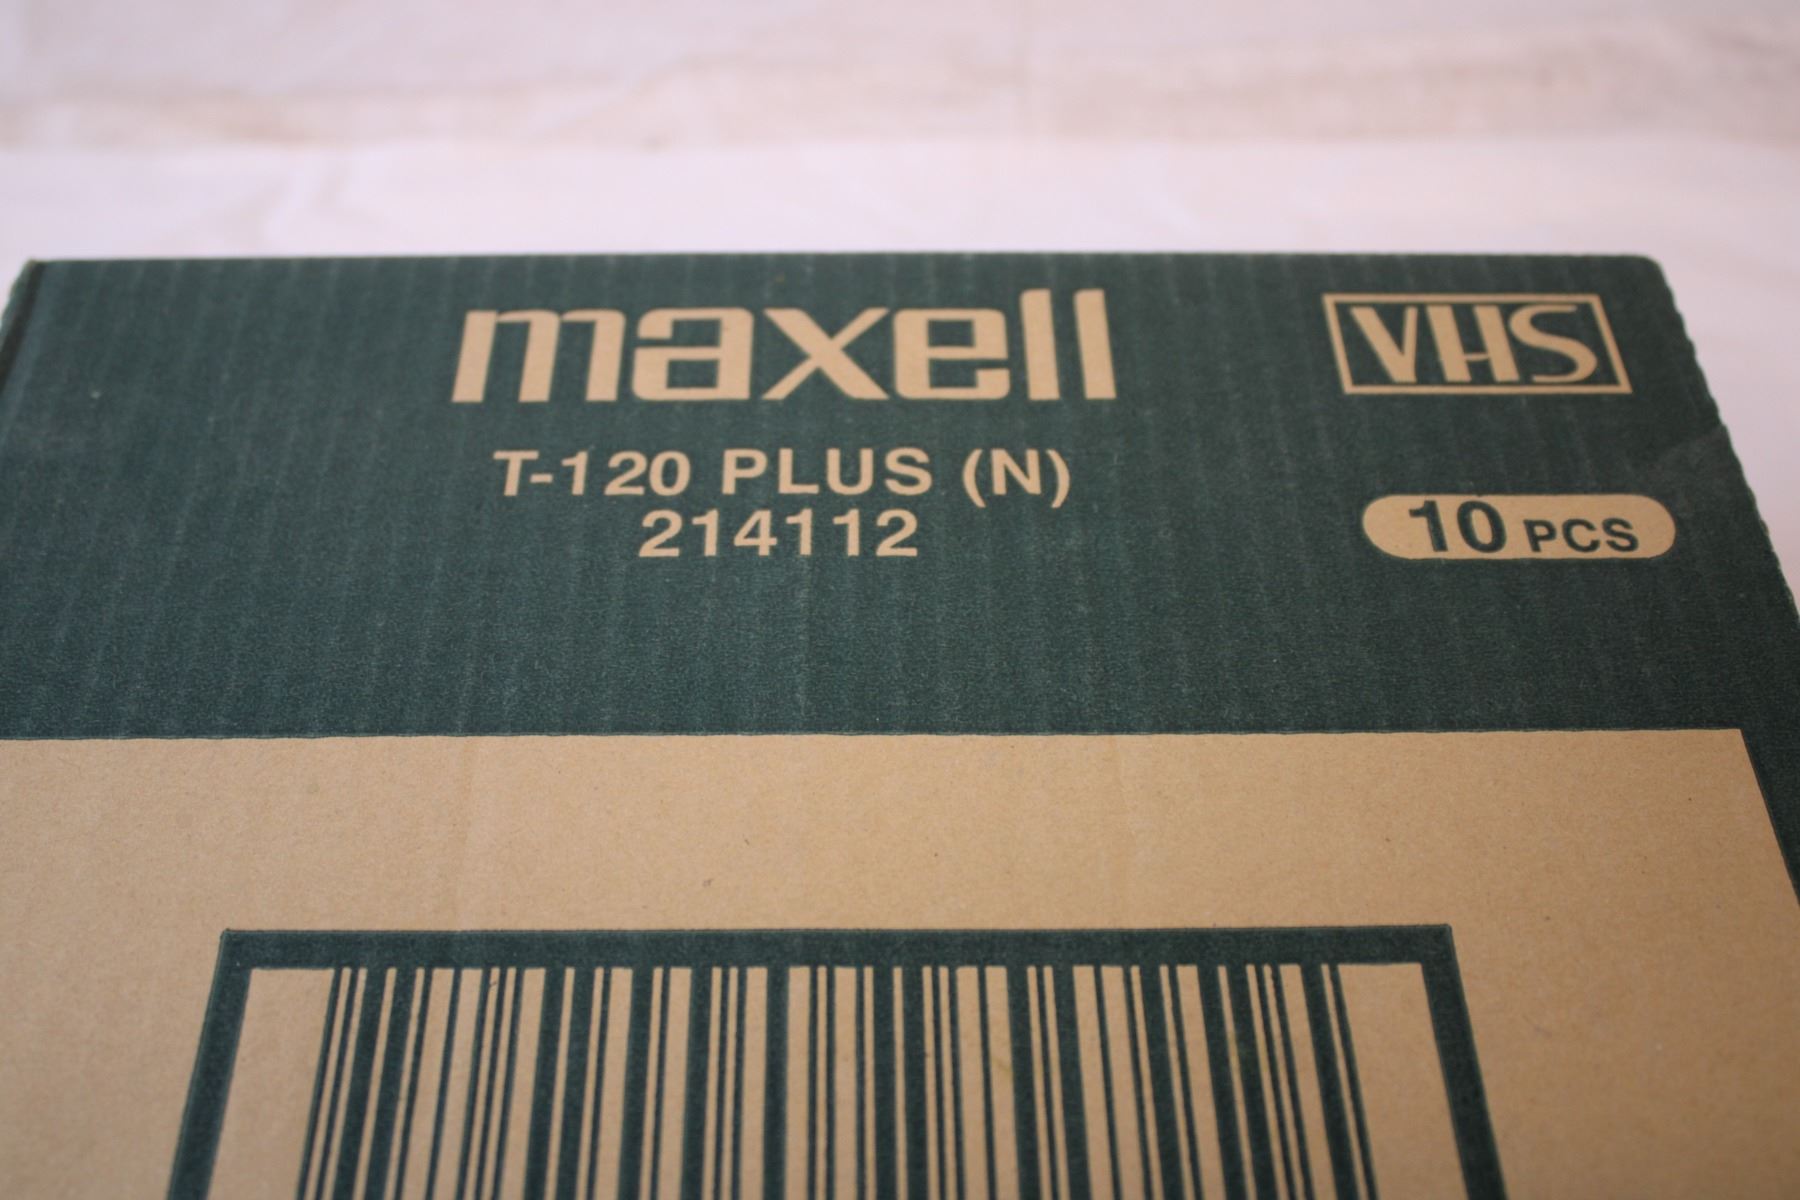 maxell
VHS
T-120 PLUS (N)
214112
10 PCS